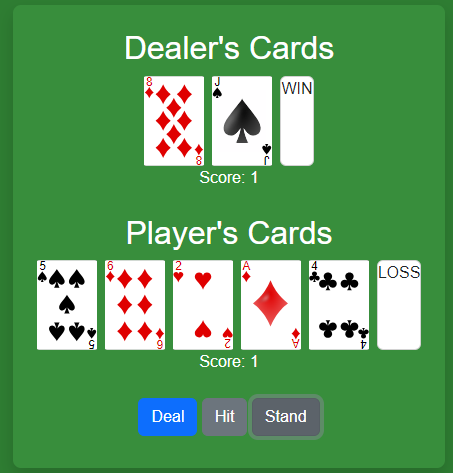 Dealer's Cards
8 8 J J WIN
Score: 1
Player's Cards
5 5 6 6 2 2 A A 4 4 LOSS
Score: 1
Deal Hit Stand